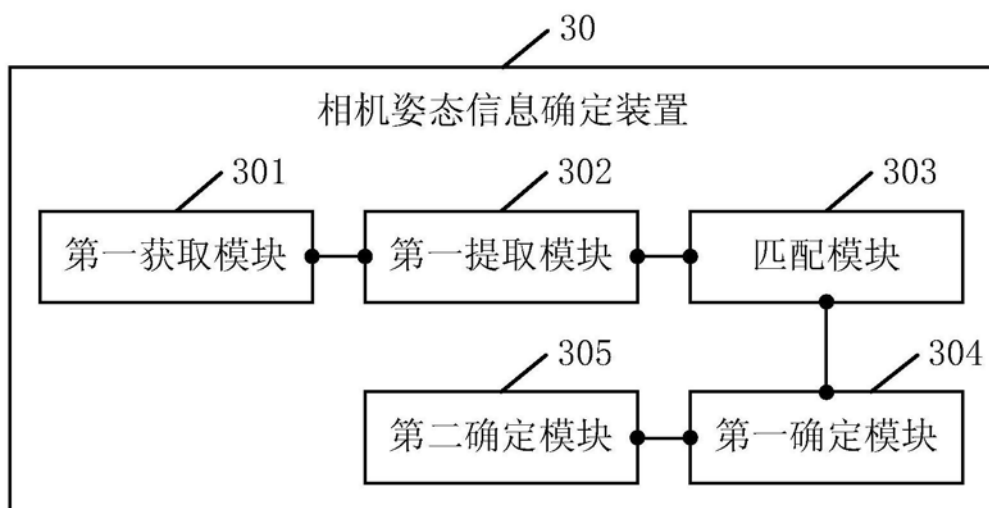 30
相机姿态信息确定装置
301
302
303
第一获取模块
第一提取模块
匹配模块
305
304
第二确定模块
第一确定模块